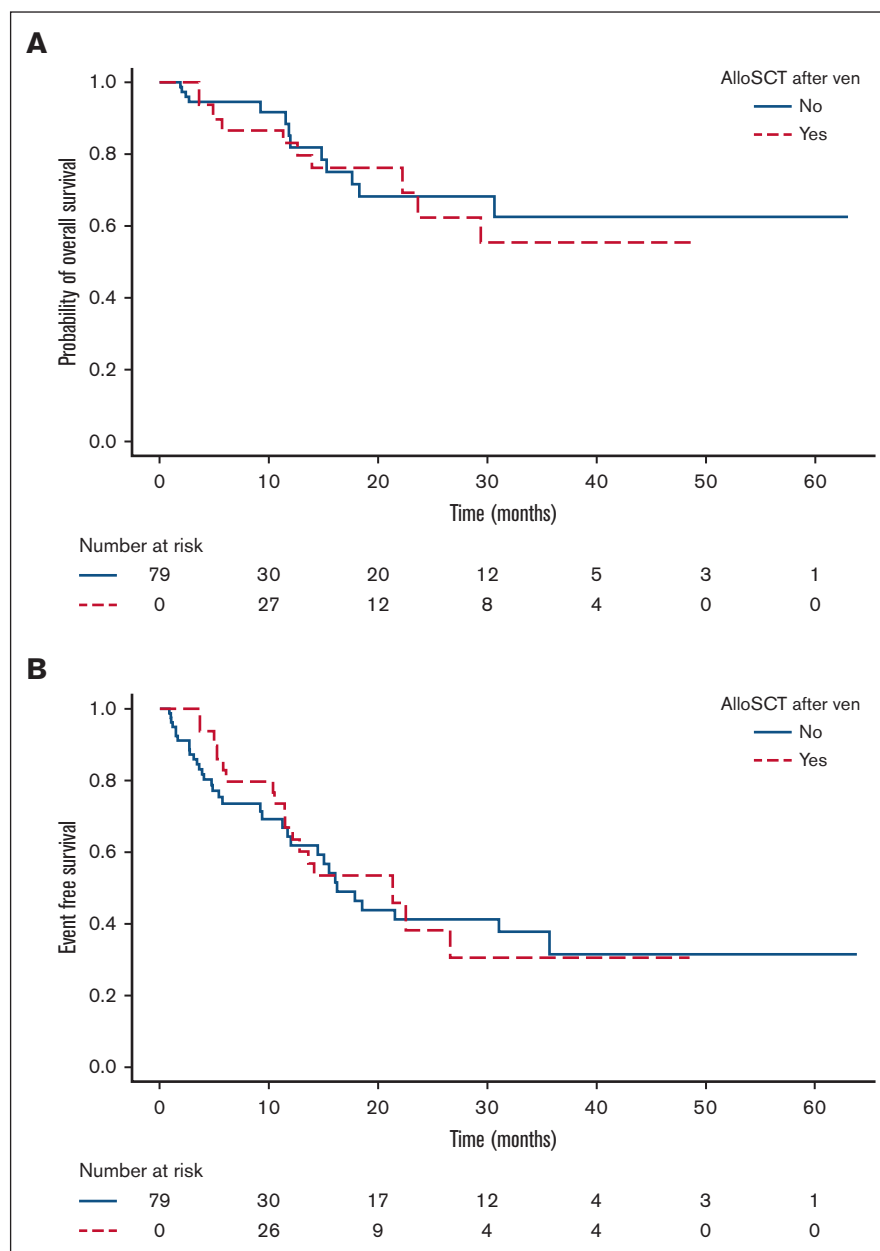 A
AlloSCT after ven
No
Yes
Probability of overall survival
1.0
0.8
0.6
0.4
0.2
0.0
0 10 20 30 40 50 60
Time (months)
Number at risk
79 30 20 12 5 3 1
0 27 12 8 4 0 0
B
AlloSCT after ven
No
Yes
Event free survival
1.0
0.8
0.6
0.4
0.2
0.0
0 10 20 30 40 50 60
Time (months)
Number at risk
79 30 17 12 4 3 1
0 26 9 4 4 0 0